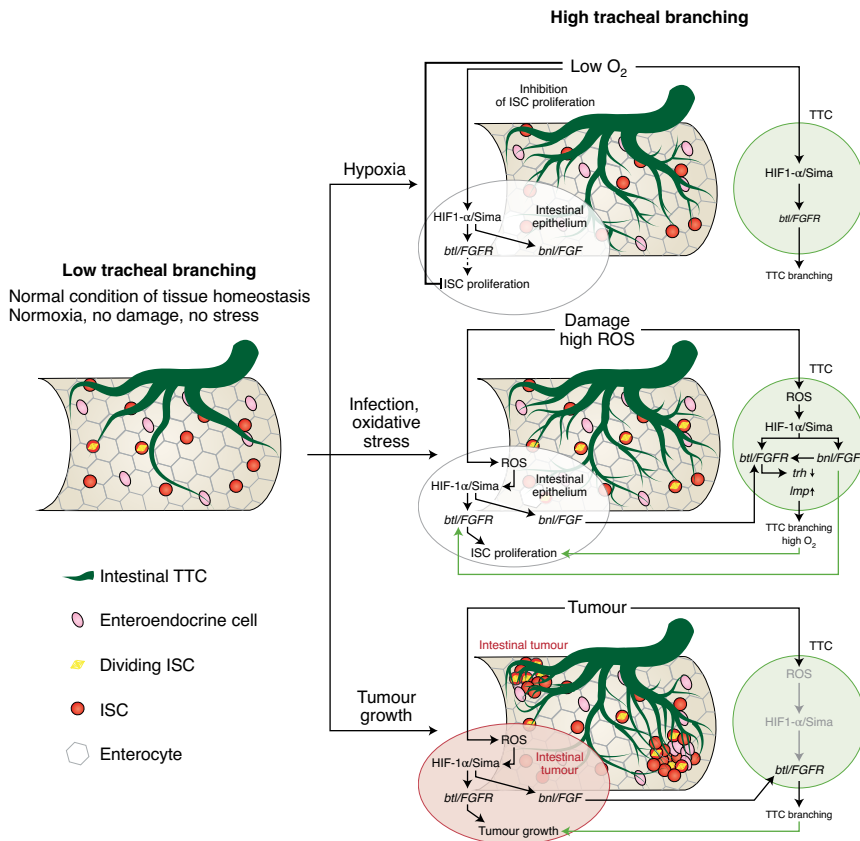 High tracheal branching
Low O2
Inhibition
of ISC proliferation
TTC
Hypoxia
HIF1-α/Sima
Intestinal
epithelium
btl/FGFR
bnl/FGF
ISC proliferation
HIF1-α/Sima
btl/FGFR
TTC branching
Low tracheal branching
Normal condition of tissue homeostasis
Normoxia, no damage, no stress
Damage
high ROS
TTC
Infection,
oxidative
stress
ROS
HIF-1α/Sima
Intestinal
epithelium
btl/FGFR
bnl/FGF
ISC proliferation
ROS
HIF-1α/Sima
btl/FGFR
bnl/FGF
trh↓
lmp↑
TTC branching
high O2
Intestinal TTC
Enteroendocrine cell
Dividing ISC
ISC
Enterocyte
Tumour
Intestinal tumour
TTC
Tumour
growth
ROS
HIF-1α/Sima
Intestinal
tumour
btl/FGFR
bnl/FGF
Tumour growth
ROS
HIF1-α/Sima
btl/FGFR
TTC branching